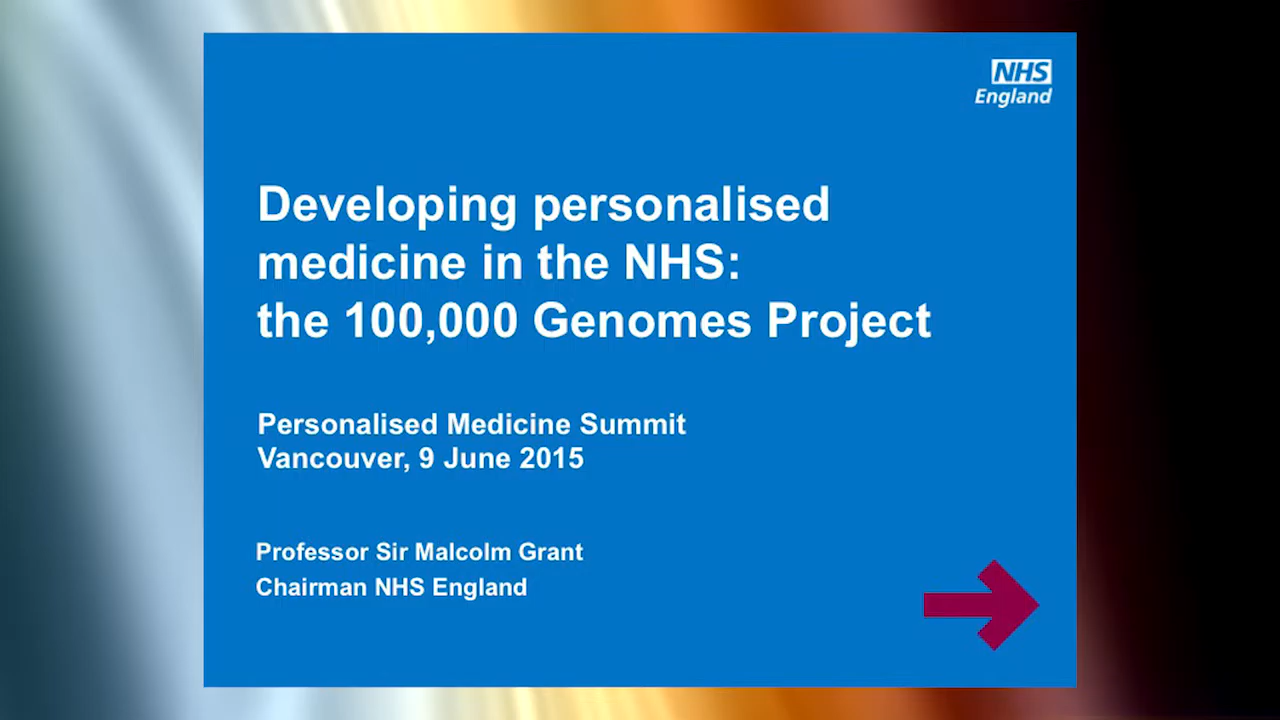 NHS
England
Developing personalised
medicine in the NHS:
the 100,000 Genomes Project
Personalised Medicine Summit
Vancouver, 9 June 2015
Professor Sir Malcolm Grant
Chairman NHS England